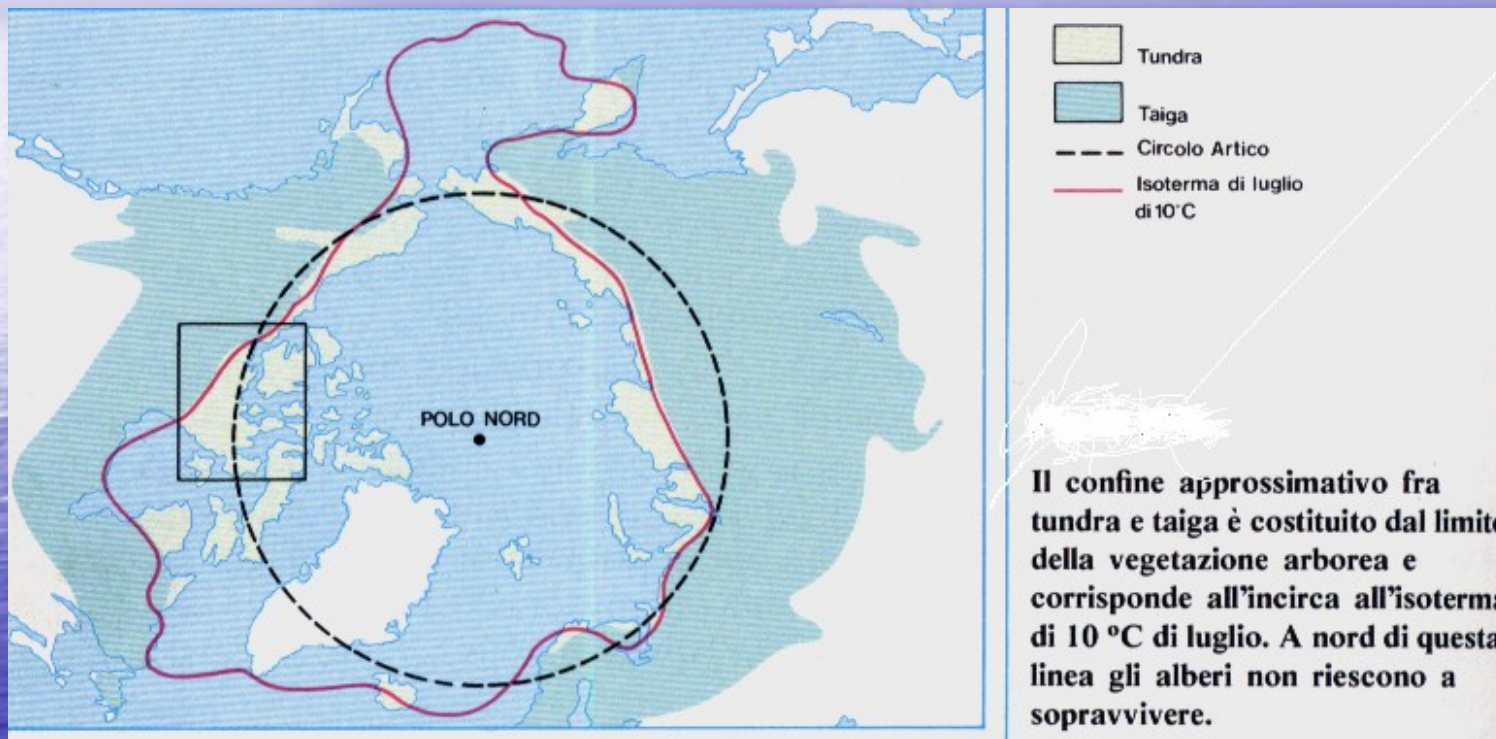 Tundra
Taiga
Circolo Artico
Isoterma di luglio
di 10°C
POLO NORD
Il confine approssimativo fra
tundra e taiga è costituito dal limite
della vegetazione arborea e
corrisponde all'incirca all'isoterma
di 10 °C di luglio. A nord di questa
linea gli alberi non riescono a
sopravvivere.